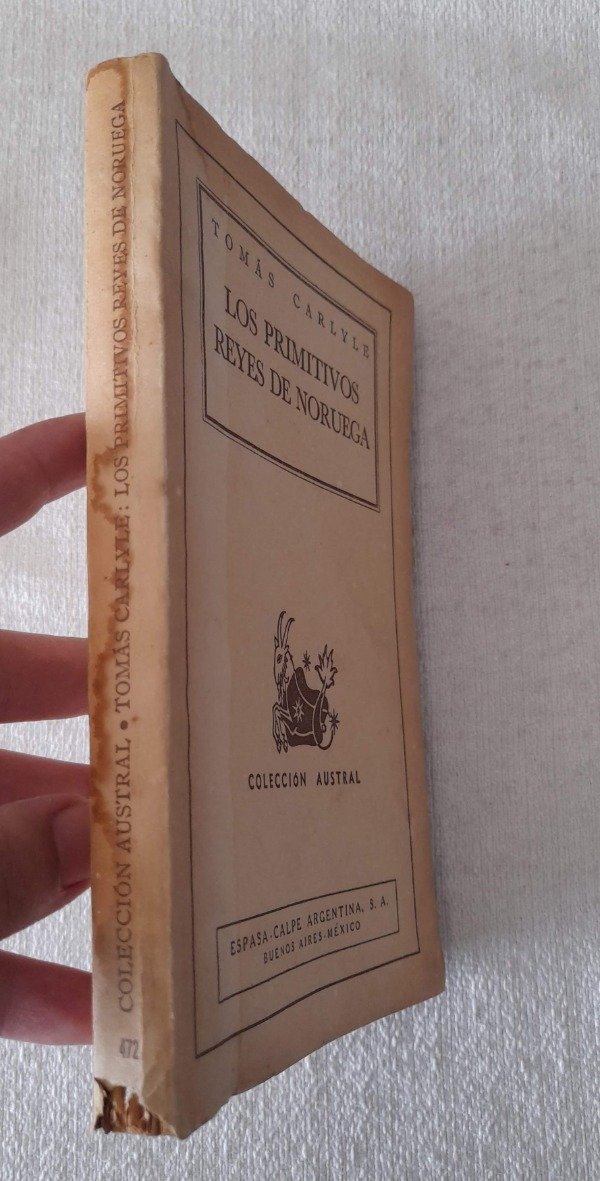 COLECCIÓN AUSTRAL • TOMÁS CARLYLE: LOS PRIMITIVOS REYES DE NORUEGA
472
TOMÁS CARLYLE
LOS PRIMITIVOS
REYES DE NORUEGA
COLECCIÓN AUSTRAL
ESPASA-CALPE ARGENTINA, S. A.
BUENOS AIRES-MÉXICO